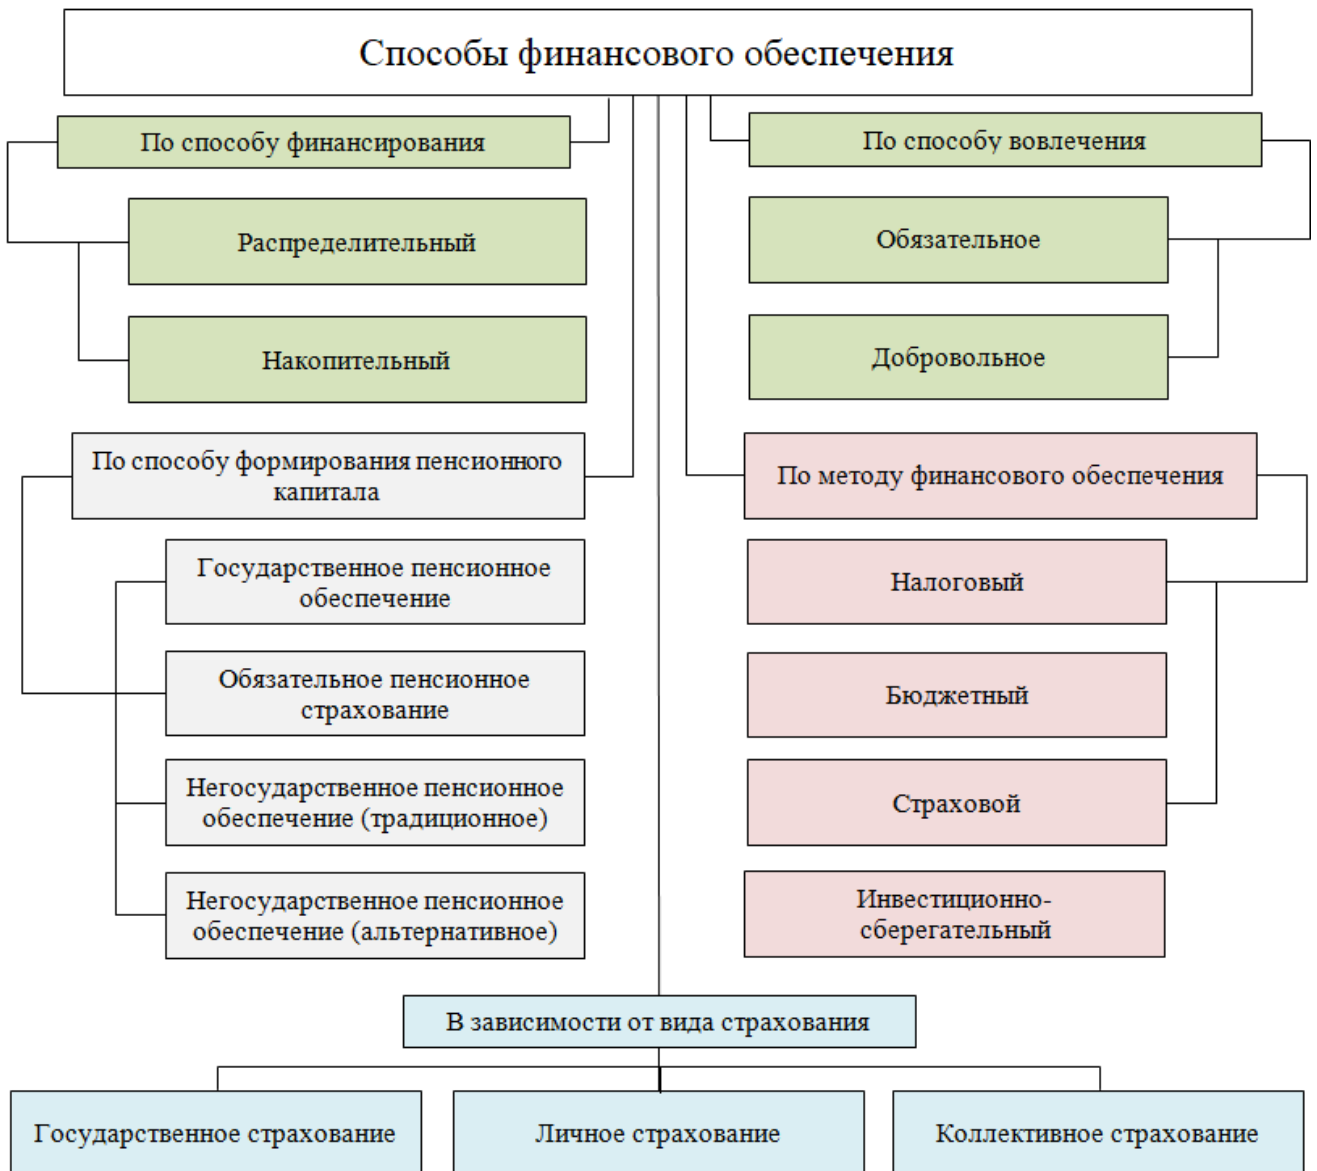 Способы финансового обеспечения
По способу финансирования
Распределительный
Накопительный
По способу вовлечения
Обязательное
Добровольное
По способу формирования пенсионного
капитала
Государственное пенсионное
обеспечение
Обязательное пенсионное
страхование
Негосударственное пенсионное
обеспечение (традиционное)
Негосударственное пенсионное
обеспечение (альтернативное)
По методу финансового обеспечения
Налоговый
Бюджетный
Страховой
Инвестиционно-
сберегательный
В зависимости от вида страхования
Государственное страхование
Личное страхование
Коллективное страхование